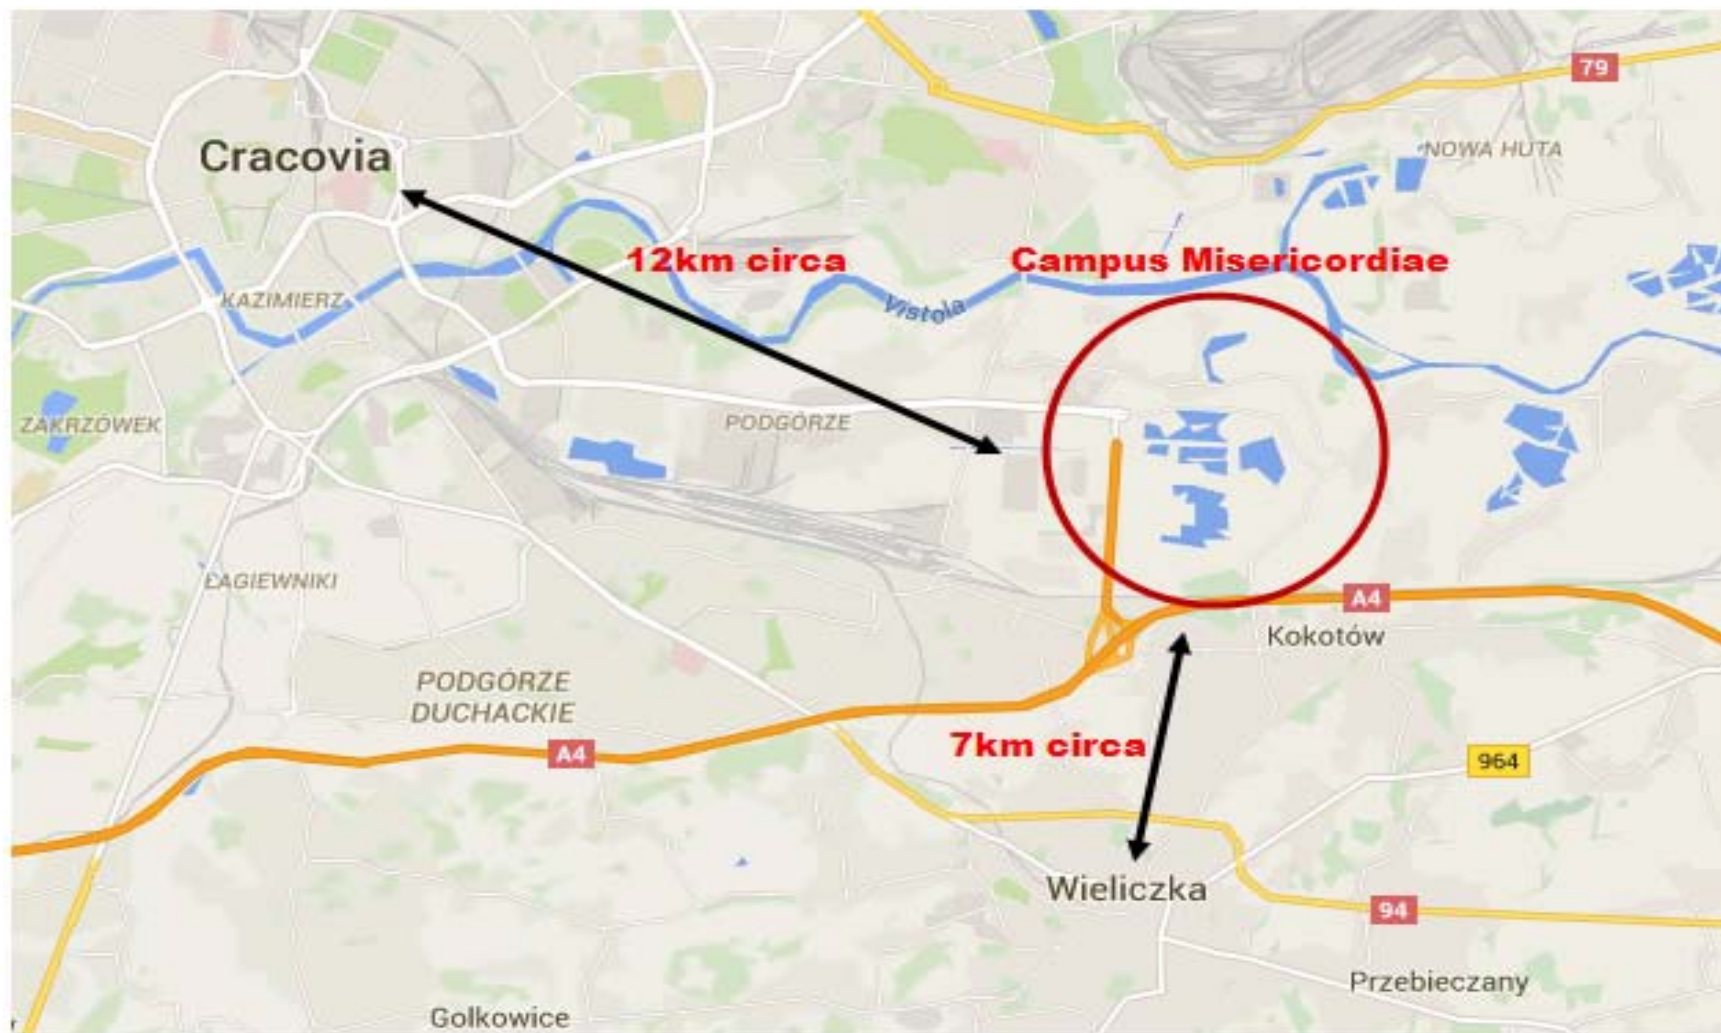 79
NOWA HUTA
Cracovia
12km circa
Campus Misericordiae
KAZIMIERZ
Vistola
ZAKRZÓWEK
PODGÓRZE
ŁAGIEWNIKI
A4
Kokotów
PODGÓRZE
DUCHACKIE
7km circa
A4
964
Wieliczka
94
Przebieczany
Golkowice